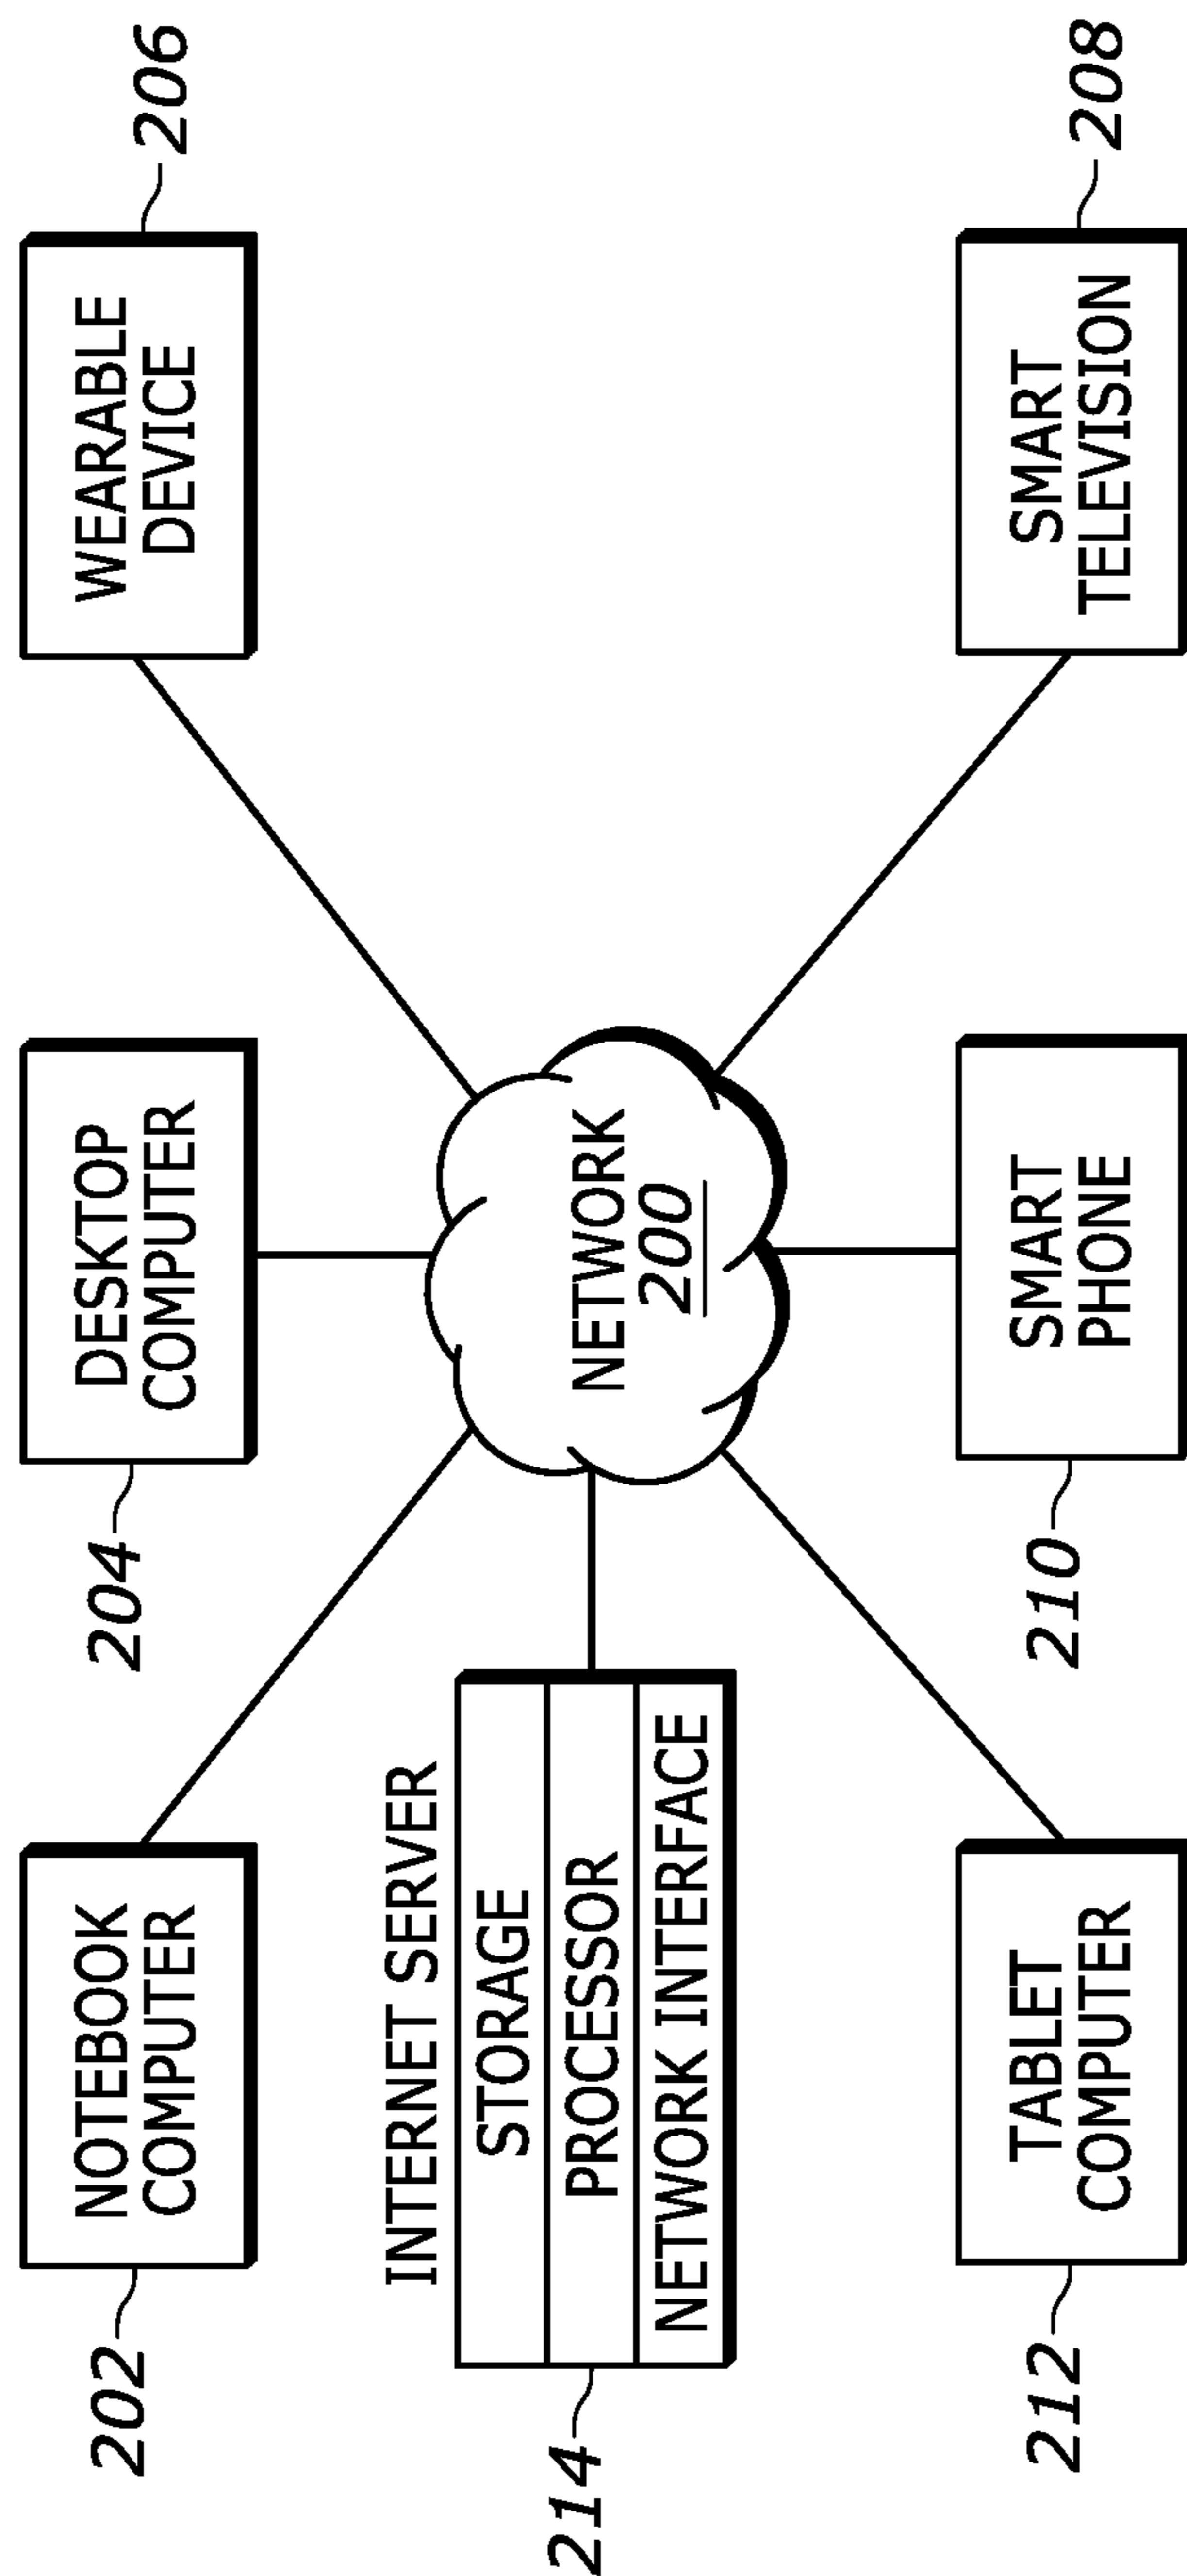 202
NOTEBOOK
COMPUTER
204
DESKTOP
COMPUTER
WEARABLE
DEVICE
206
INTERNET SERVER
214
STORAGE
PROCESSOR
NETWORK INTERFACE
NETWORK
200
212
TABLET
COMPUTER
210
SMART
PHONE
SMART
TELEVISION
208